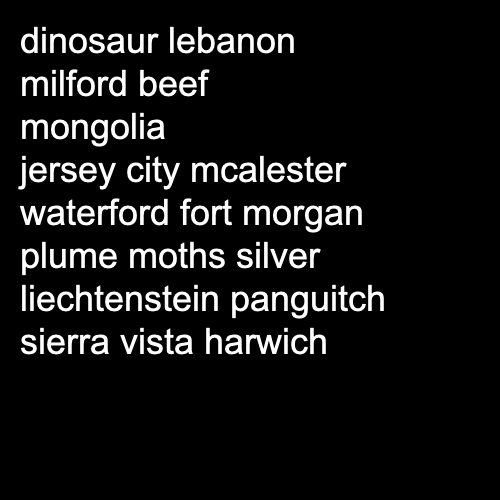 dinosaur lebanon
milford beef
mongolia
jersey city mcalester
waterford fort morgan
plume moths silver
liechtenstein panguitch
sierra vista harwich